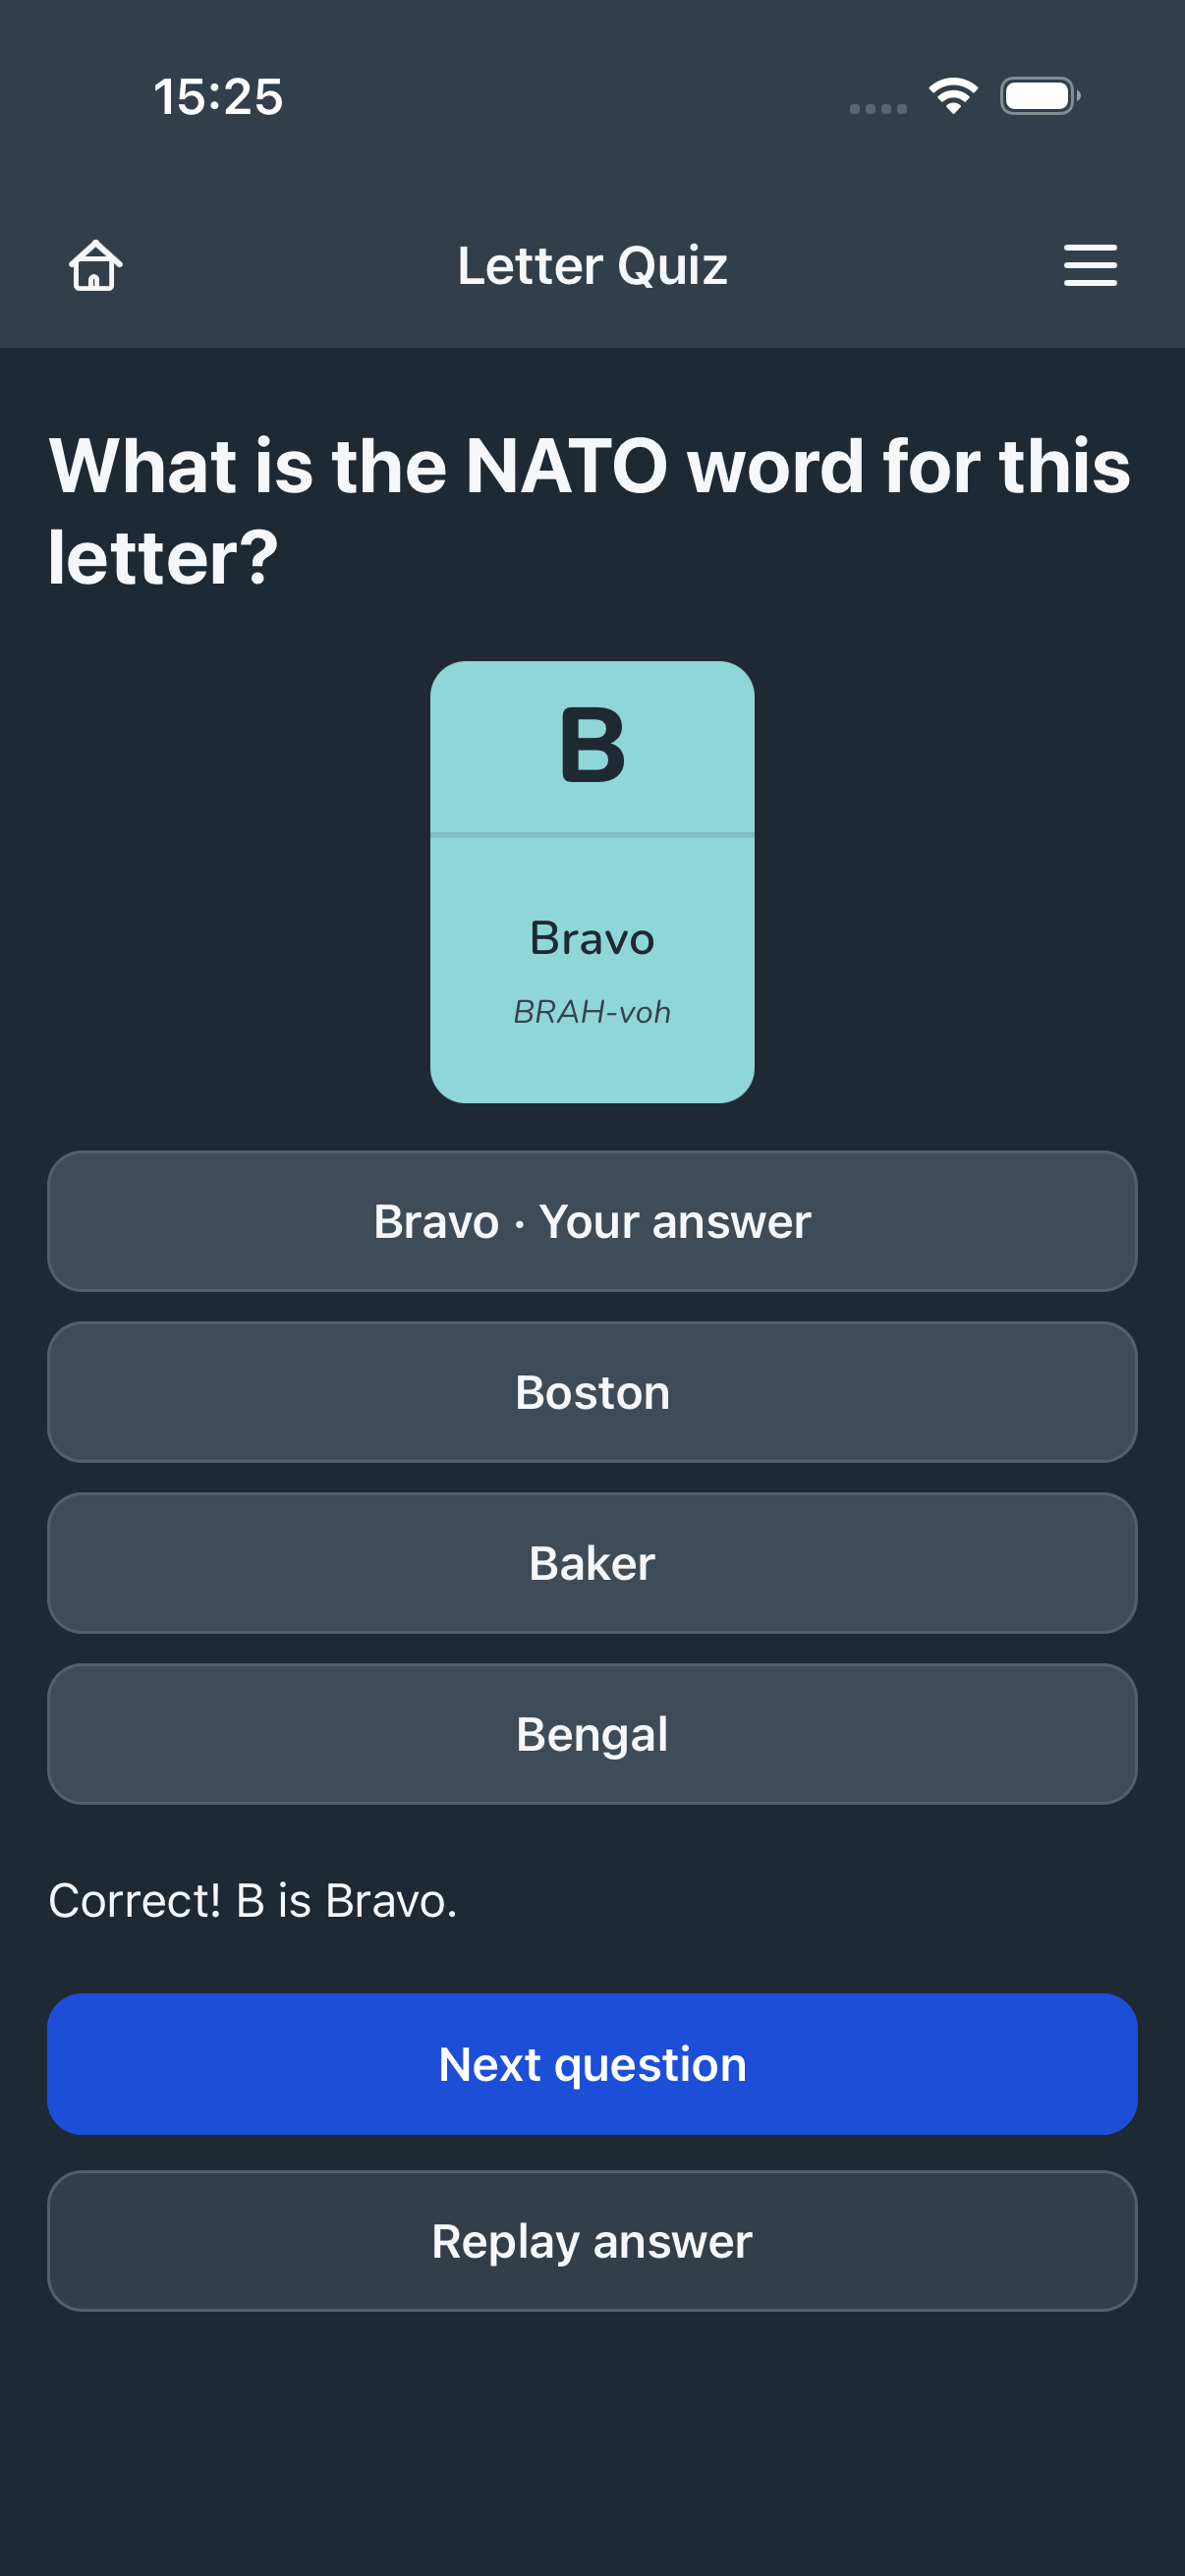 15:25
Letter Quiz
What is the NATO word for this
letter?
B
Bravo
BRAH-voh
Bravo · Your answer
Boston
Baker
Bengal
Correct! B is Bravo.
Next question
Replay answer